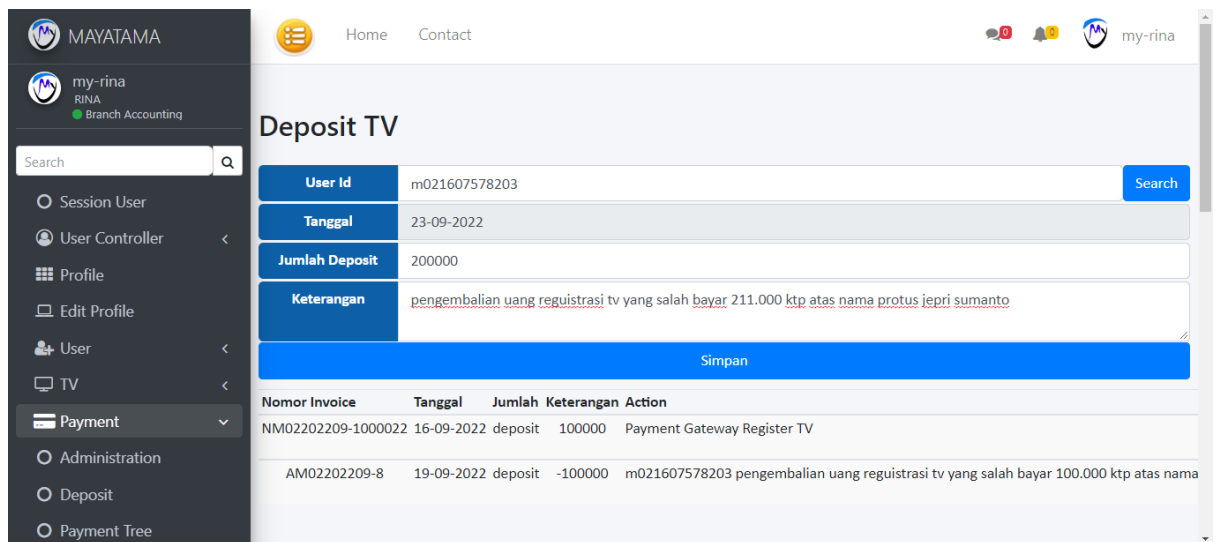 MAYATAMA
Home Contact 0 0 my-rina
my-rina
RINA
Branch Accounting
Search
Session User
User Controller
Profile
Edit Profile
User
TV
Payment
Administration
Deposit
Payment Tree
Deposit TV
User Id m021607578203 Search
Tanggal 23-09-2022
Jumlah Deposit 200000
Keterangan pengembalian uang reguistrasi tv yang salah bayar 211.000 ktp atas nama protus jepri sumanto
Simpan
Nomor Invoice Tanggal Jumlah Keterangan Action
NM02202209-1000022 16-09-2022 deposit 100000 Payment Gateway Register TV
AM02202209-8 19-09-2022 deposit -100000 m021607578203 pengembalian uang reguistrasi tv yang salah bayar 100.000 ktp atas nama